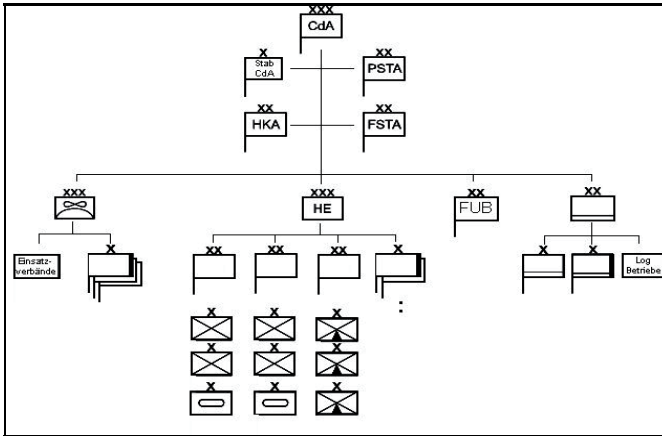 xxx
CdA
x
Stab
CdA
xx
PSTA
xx
HKA
xx
FSTA
xxx
xxx
HE
xx
FUB
xx
Einsatz-
verbände
x
xx
xx
xx
x
x
x
Log
Betriebe
:
x
x
x
x
x
x
x
x
x